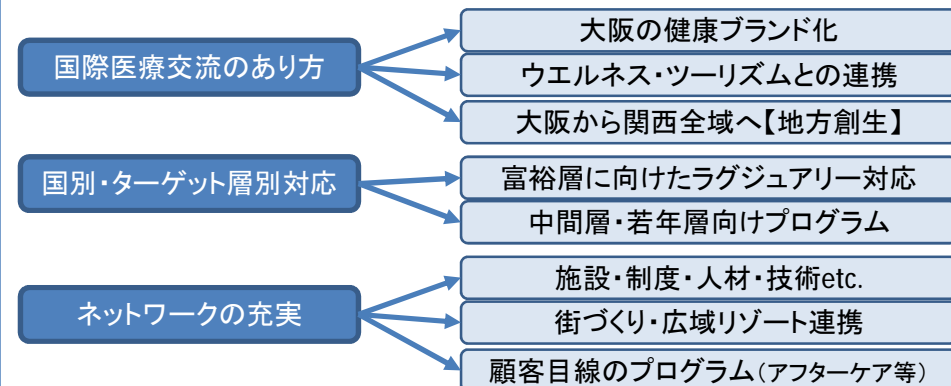 国際医療交流のあり方
大阪の健康ブランド化
ウエルネス・ツーリズムとの連携
大阪から関西全域へ【地方創生】
国別・ターゲット層別対応
富裕層に向けたラグジュアリー対応
中間層・若年層向けプログラム
ネットワークの充実
施設・制度・人材・技術etc.
街づくり・広域リゾート連携
顧客目線のプログラム（アフターケア等）